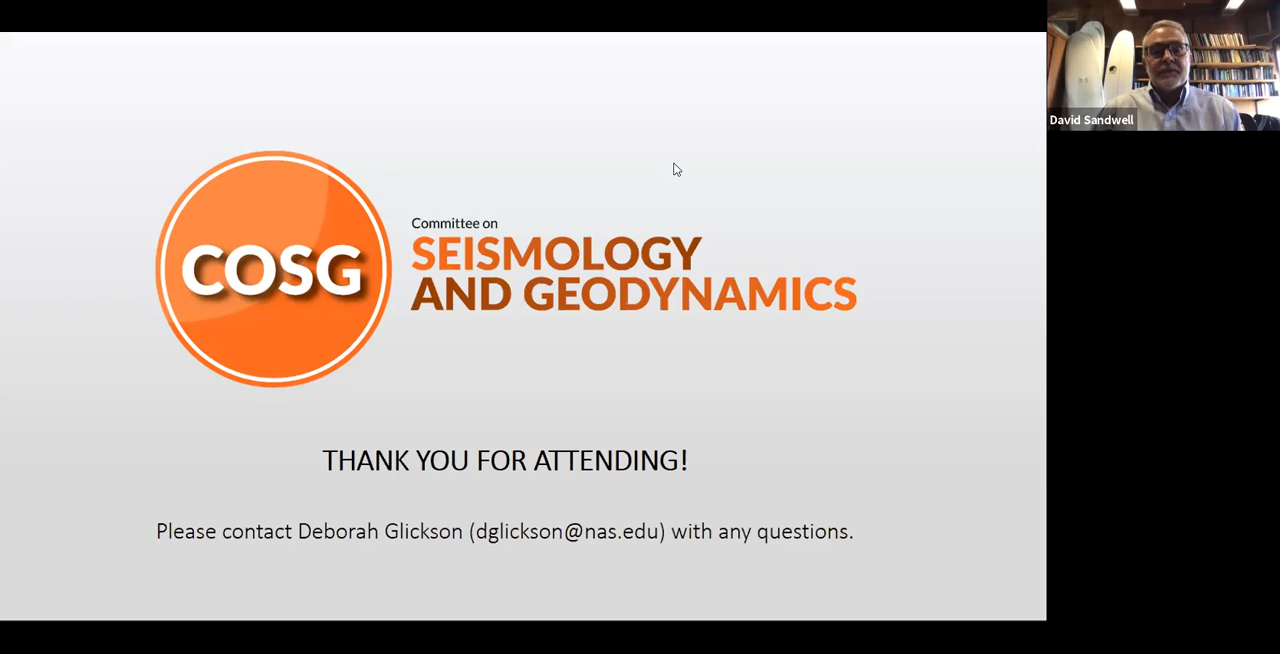 David Sandwell
COSG
Committee on
SEISMOLOGY
AND GEODYNAMICS
THANK YOU FOR ATTENDING!
Please contact Deborah Glickson (dglickson@nas.edu) with any questions.